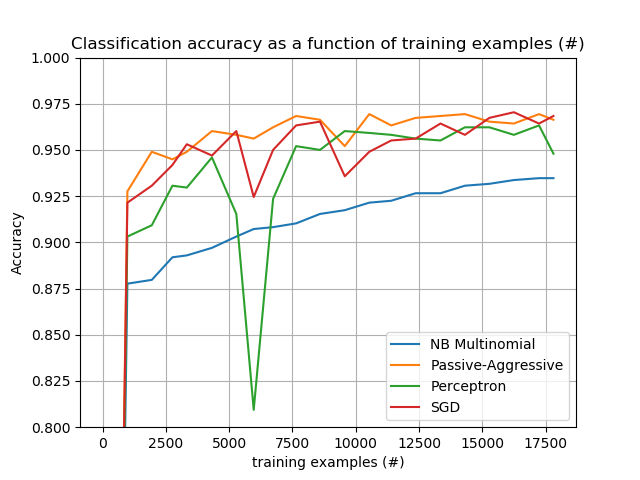 Classification accuracy as a function of training examples (#)
1.000
0.975
0.950
0.925
0.900
0.875
0.850
0.825
0.800
Accuracy
NB Multinomial
Passive-Aggressive
Perceptron
SGD
0 2500 5000 7500 10000 12500 15000 17500
training examples (#)